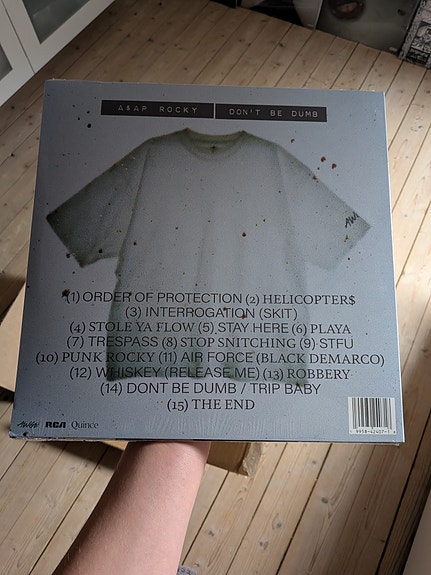 A$AP ROCKY DON'T BE DUMB
AWGE
(1) ORDER OF PROTECTION (2) HELICOPTER$
(3) INTERROGATION (SKIT)
(4) STOLE YA FLOW (5) STAY HERE (6) PLAYA
(7) TRESPASS (8) STOP SNITCHING (9) STFU
(10) PUNK ROCKY (11) AIR FORCE (BLACK DEMARCO)
(12) WHISKEY (RELEASE ME) (13) ROBBERY
(14) DONT BE DUMB / TRIP BABY
(15) THE END
AWGE RCA Quince